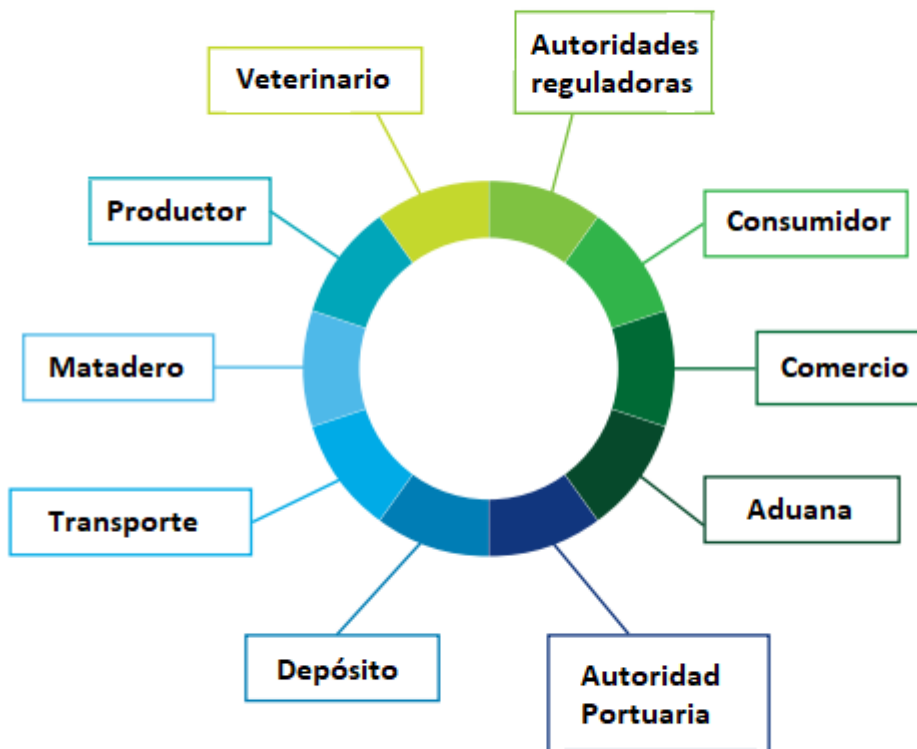 Veterinario
Autoridades
reguladoras
Productor
Consumidor
Matadero
Comercio
Transporte
Aduana
Depósito
Autoridad
Portuaria